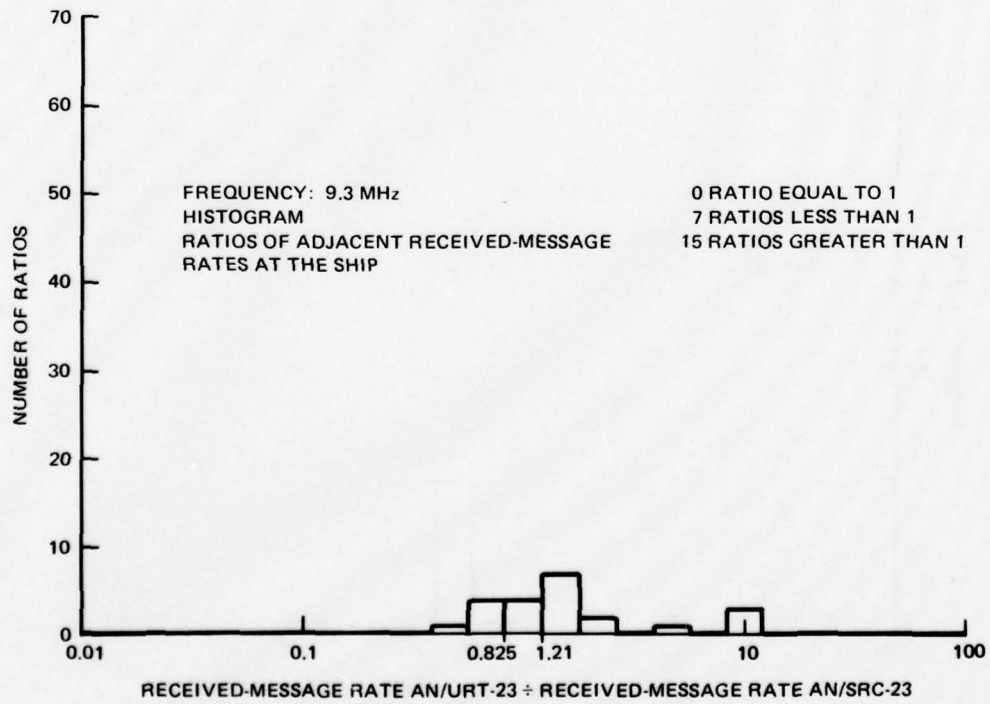 70
60
50
40
30
20
10
0
NUMBER OF RATIOS
FREQUENCY: 9.3 MHz
HISTOGRAM
RATIOS OF ADJACENT RECEIVED-MESSAGE
RATES AT THE SHIP
0 RATIO EQUAL TO 1
7 RATIOS LESS THAN 1
15 RATIOS GREATER THAN 1
0.01
0.1
0.825
1.21
10
100
RECEIVED-MESSAGE RATE AN/URT-23 ÷ RECEIVED-MESSAGE RATE AN/SRC-23